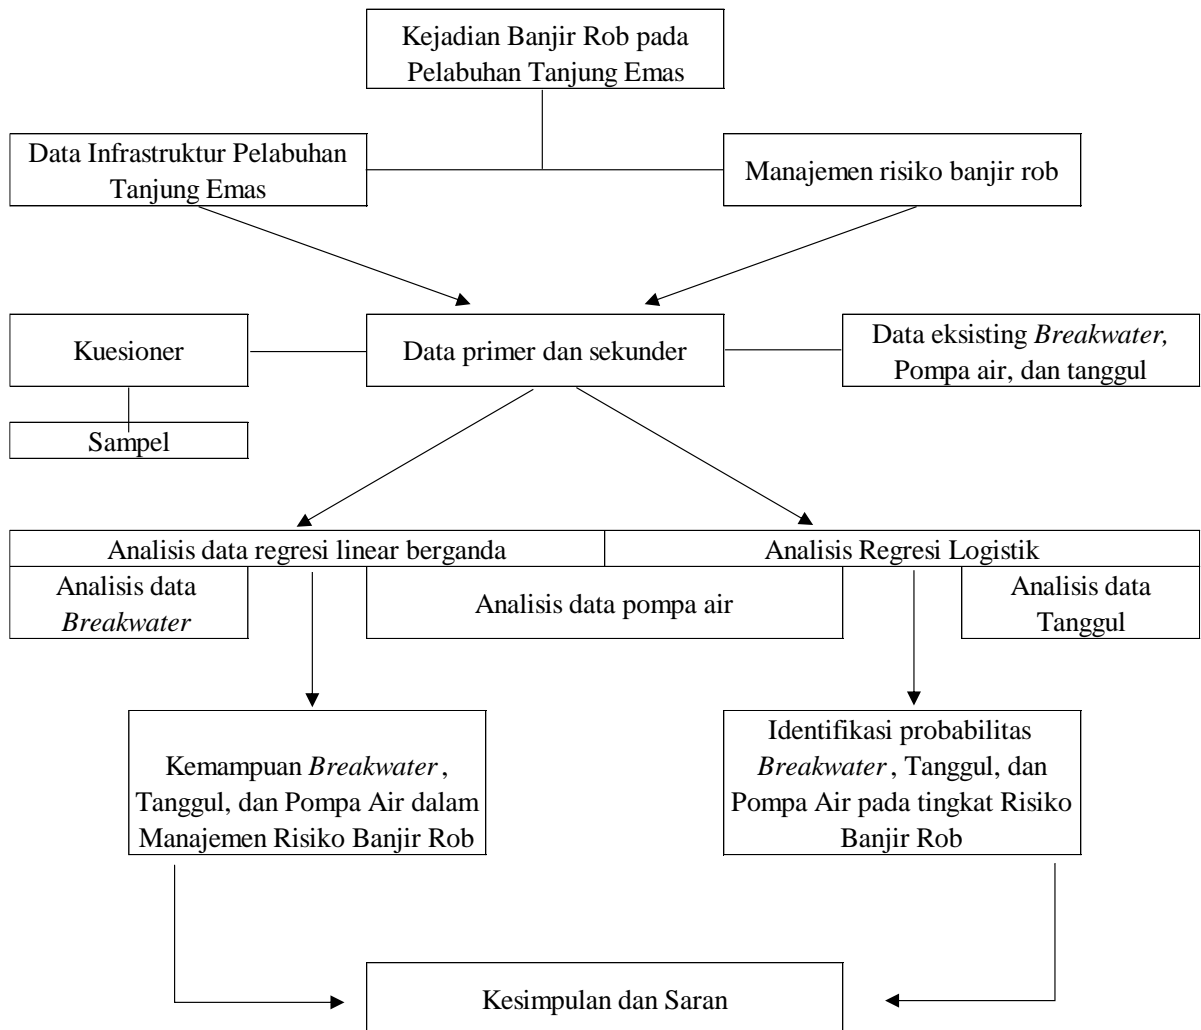 Kejadian Banjir Rob pada
Pelabuhan Tanjung Emas
Data Infrastruktur Pelabuhan
Tanjung Emas
Manajemen risiko banjir rob
Kuesioner
Data primer dan sekunder
Data eksisting Breakwater,
Pompa air, dan tanggul
Sampel
Analisis data regresi linear berganda
Analisis Regresi Logistik
Analisis data
Breakwater
Analisis data pompa air
Analisis data
Tanggul
Kemampuan Breakwater ,
Tanggul, dan Pompa Air dalam
Manajemen Risiko Banjir Rob
Identifikasi probabilitas
Breakwater , Tanggul, dan
Pompa Air pada tingkat Risiko
Banjir Rob
Kesimpulan dan Saran